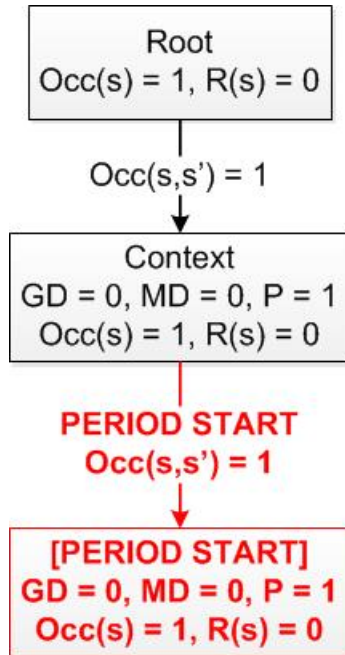 Root
Occ(s) = 1, R(s) = 0
Occ(s,s') = 1
Context
GD = 0, MD = 0, P = 1
Occ(s) = 1, R(s) = 0
PERIOD START
Occ(s,s') = 1
[PERIOD START]
GD = 0, MD = 0, P = 1
Occ(s) = 1, R(s) = 0